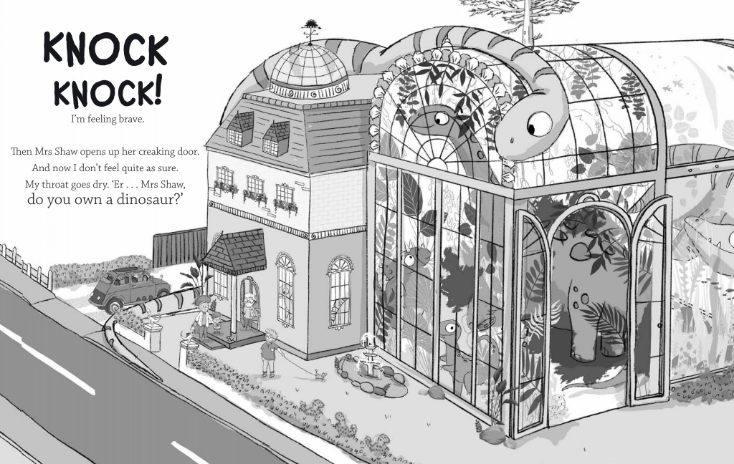 KNOCK
KNOCK!
I'm feeling brave.
Then Mrs Shaw opens up her creaking door.
And now I don't feel quite as sure.
My throat goes dry. 'Er . . . Mrs Shaw,
do you own a dinosaur?'